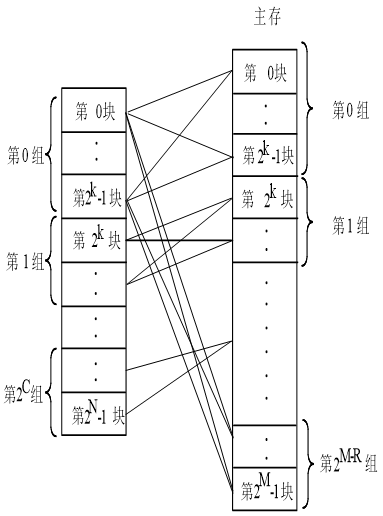 主存
第 0块
第2^k-1块
第 2^k 块
第2^M-1块
第0组
第1组
第2^M-R 组
第 0块
第2^k-1块
第 2^k 块
第2^N-1 块
第0组
第1组
第2^C组